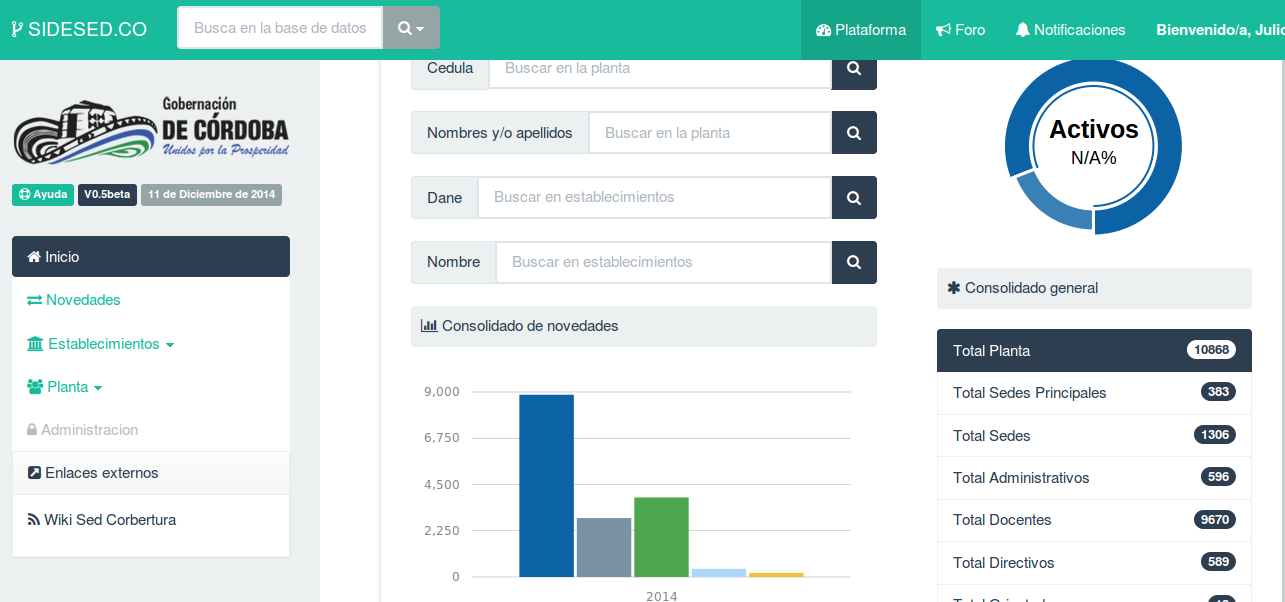 SIDESED.CO
Busca en la base de datos
Plataforma
Foro
Notificaciones
Bienvenido/a, Julio
Gobernación
DE CÓRDOBA
Unidos por la Prosperidad
Ayuda
V0.5beta
11 de Diciembre de 2014
Inicio
Novedades
Establecimientos
Planta
Administracion
Enlaces externos
Wiki Sed Corbertura
Cedula
Buscar en la planta
Nombres y/o apellidos
Buscar en la planta
Dane
Buscar en establecimientos
Nombre
Buscar en establecimientos
Consolidado de novedades
9,000
6,750
4,500
2,250
0
2014
Activos
N/A%
Consolidado general
Total Planta 10868
Total Sedes Principales 383
Total Sedes 1306
Total Administrativos 596
Total Docentes 9670
Total Directivos 589